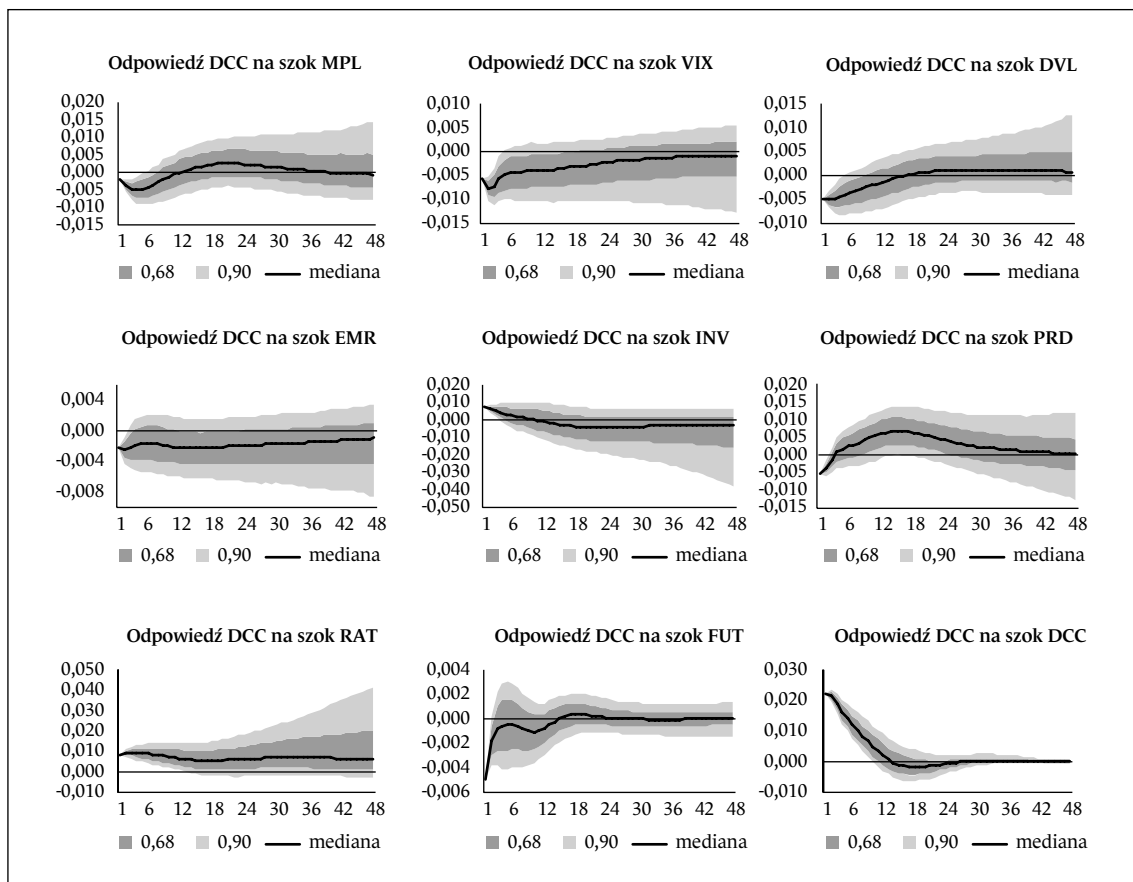 Odpowiedź DCC na szok MPL
0,020
0,015
0,010
0,005
0,000
-0,005
-0,010
-0,015
1 6 12 18 24 30 36 42 48
0,68 0,90 mediana
Odpowiedź DCC na szok VIX
0,010
0,005
0,000
-0,005
-0,010
-0,015
1 6 12 18 24 30 36 42 48
0,68 0,90 mediana
Odpowiedź DCC na szok DVL
0,015
0,010
0,005
0,000
-0,005
-0,010
1 6 12 18 24 30 36 42 48
0,68 0,90 mediana
Odpowiedź DCC na szok EMR
0,004
0,000
-0,004
-0,008
1 6 12 18 24 30 36 42 48
0,68 0,90 mediana
Odpowiedź DCC na szok INV
0,020
0,010
0,000
-0,010
-0,020
-0,030
-0,040
-0,050
1 6 12 18 24 30 36 42 48
0,68 0,90 mediana
Odpowiedź DCC na szok PRD
0,020
0,015
0,010
0,005
0,000
-0,005
-0,010
-0,015
1 6 12 18 24 30 36 42 48
0,68 0,90 mediana
Odpowiedź DCC na szok RAT
0,050
0,040
0,030
0,020
0,010
0,000
-0,010
1 6 12 18 24 30 36 42 48
0,68 0,90 mediana
Odpowiedź DCC na szok FUT
0,004
0,002
0,000
-0,002
-0,004
-0,006
1 6 12 18 24 30 36 42 48
0,68 0,90 mediana
Odpowiedź DCC na szok DCC
0,030
0,020
0,010
0,000
-0,010
1 6 12 18 24 30 36 42 48
0,68 0,90 mediana